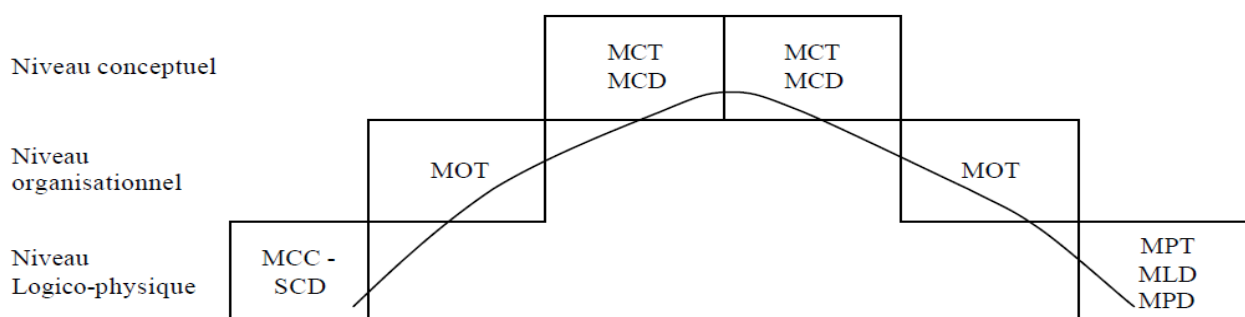 Niveau conceptuel
MCT
MCD
MCT
MCD
Niveau
organisationnel
MOT
MOT
Niveau
Logico-physique
MCC -
SCD
MPT
MLD
MPD